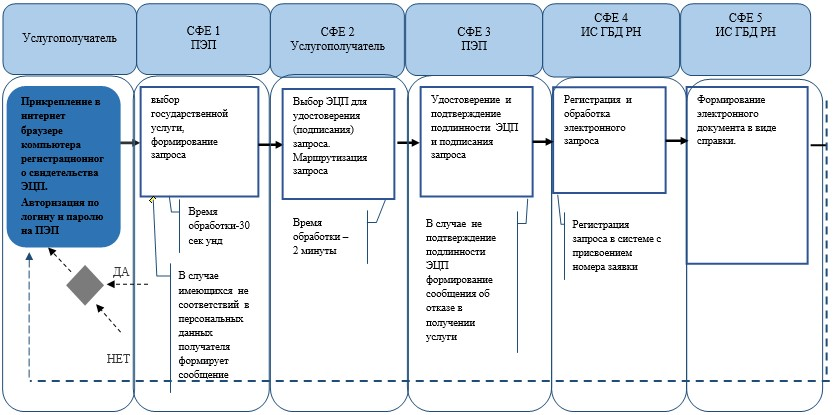 Услугополучатель
СФЕ 1
ПЭП
СФЕ 2
Услугополучатель
СФЕ 3
ПЭП
СФЕ 4
ИС ГБД РН
СФЕ 5
ИС ГБД РН
Прикрепление в
интернет
браузере
компьютера
регистрационног
о свидетельства
ЭЦП.
Авторизация по
логину и паролю
на ПЭП
выбор
государственной
услуги,
формирование
запроса
Выбор ЭЦП для
удостоверения
(подписания)
запроса.
Маршрутизация
запроса
Удостоверение и
подтверждение
подлинности ЭЦП
и подписания
запроса
Регистрация и
обработка
электронного
запроса
Формирование
электронного
документа в виде
справки.
Время
обработки-30
сек унд
Время
обработки –
2 минуты
В случае не
подтверждение
подлинности
ЭЦП
формирование
сообщения об
отказе в
получении
услуги
Регистрация
запроса в системе с
присвоением
номера заявки
ДА
НЕТ
В случае
имеющихся не
соответствий в
персональных
данных
получателя
формирует
сообщение